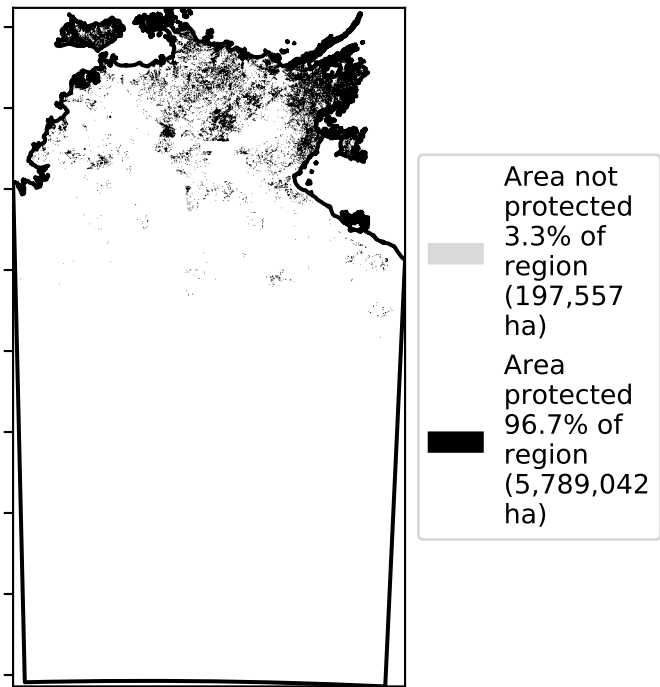 Area not
protected
3.3% of
region
(197,557
ha)
Area
protected
96.7% of
region
(5,789,042
ha)